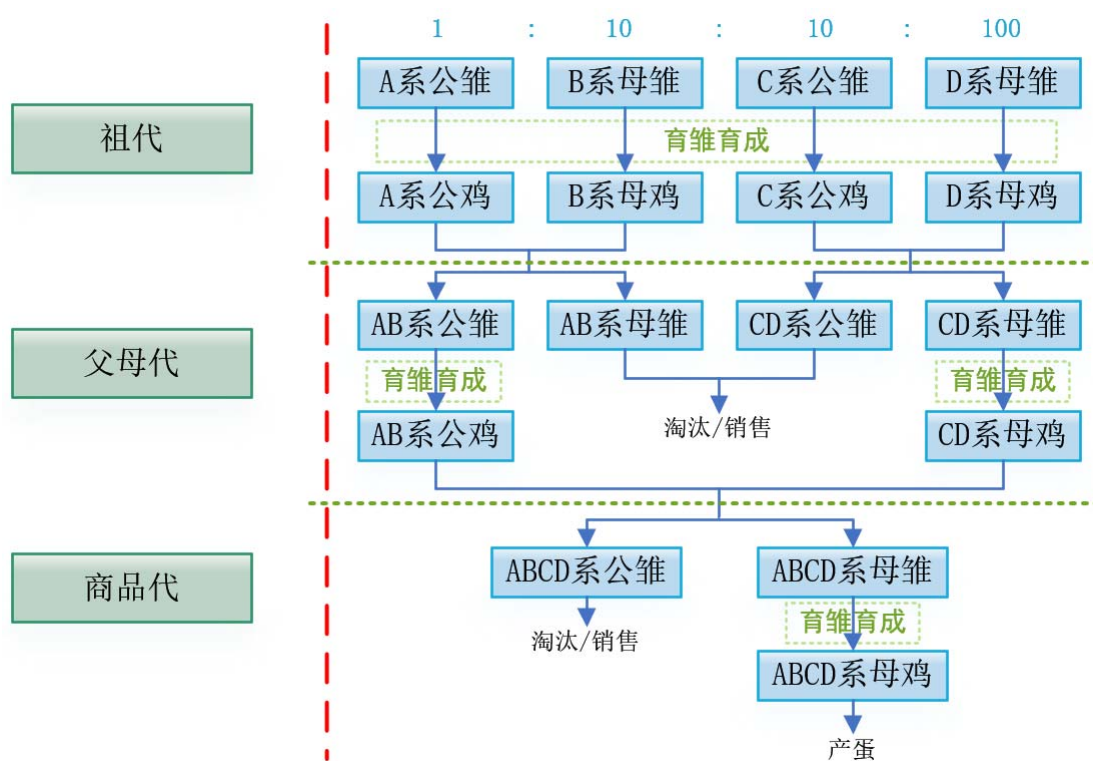 1 : 10 : 10 : 100
A系公雏 B系母雏 C系公雏 D系母雏
祖代
育雏育成
A系公鸡 B系母鸡 C系公鸡 D系母鸡
AB系公雏 AB系母雏 CD系公雏 CD系母雏
父母代
育雏育成 育雏育成
淘汰/销售
AB系公鸡 CD系母鸡
ABCD系公雏 ABCD系母雏
商品代
育雏育成
淘汰/销售
ABCD系母鸡
产蛋